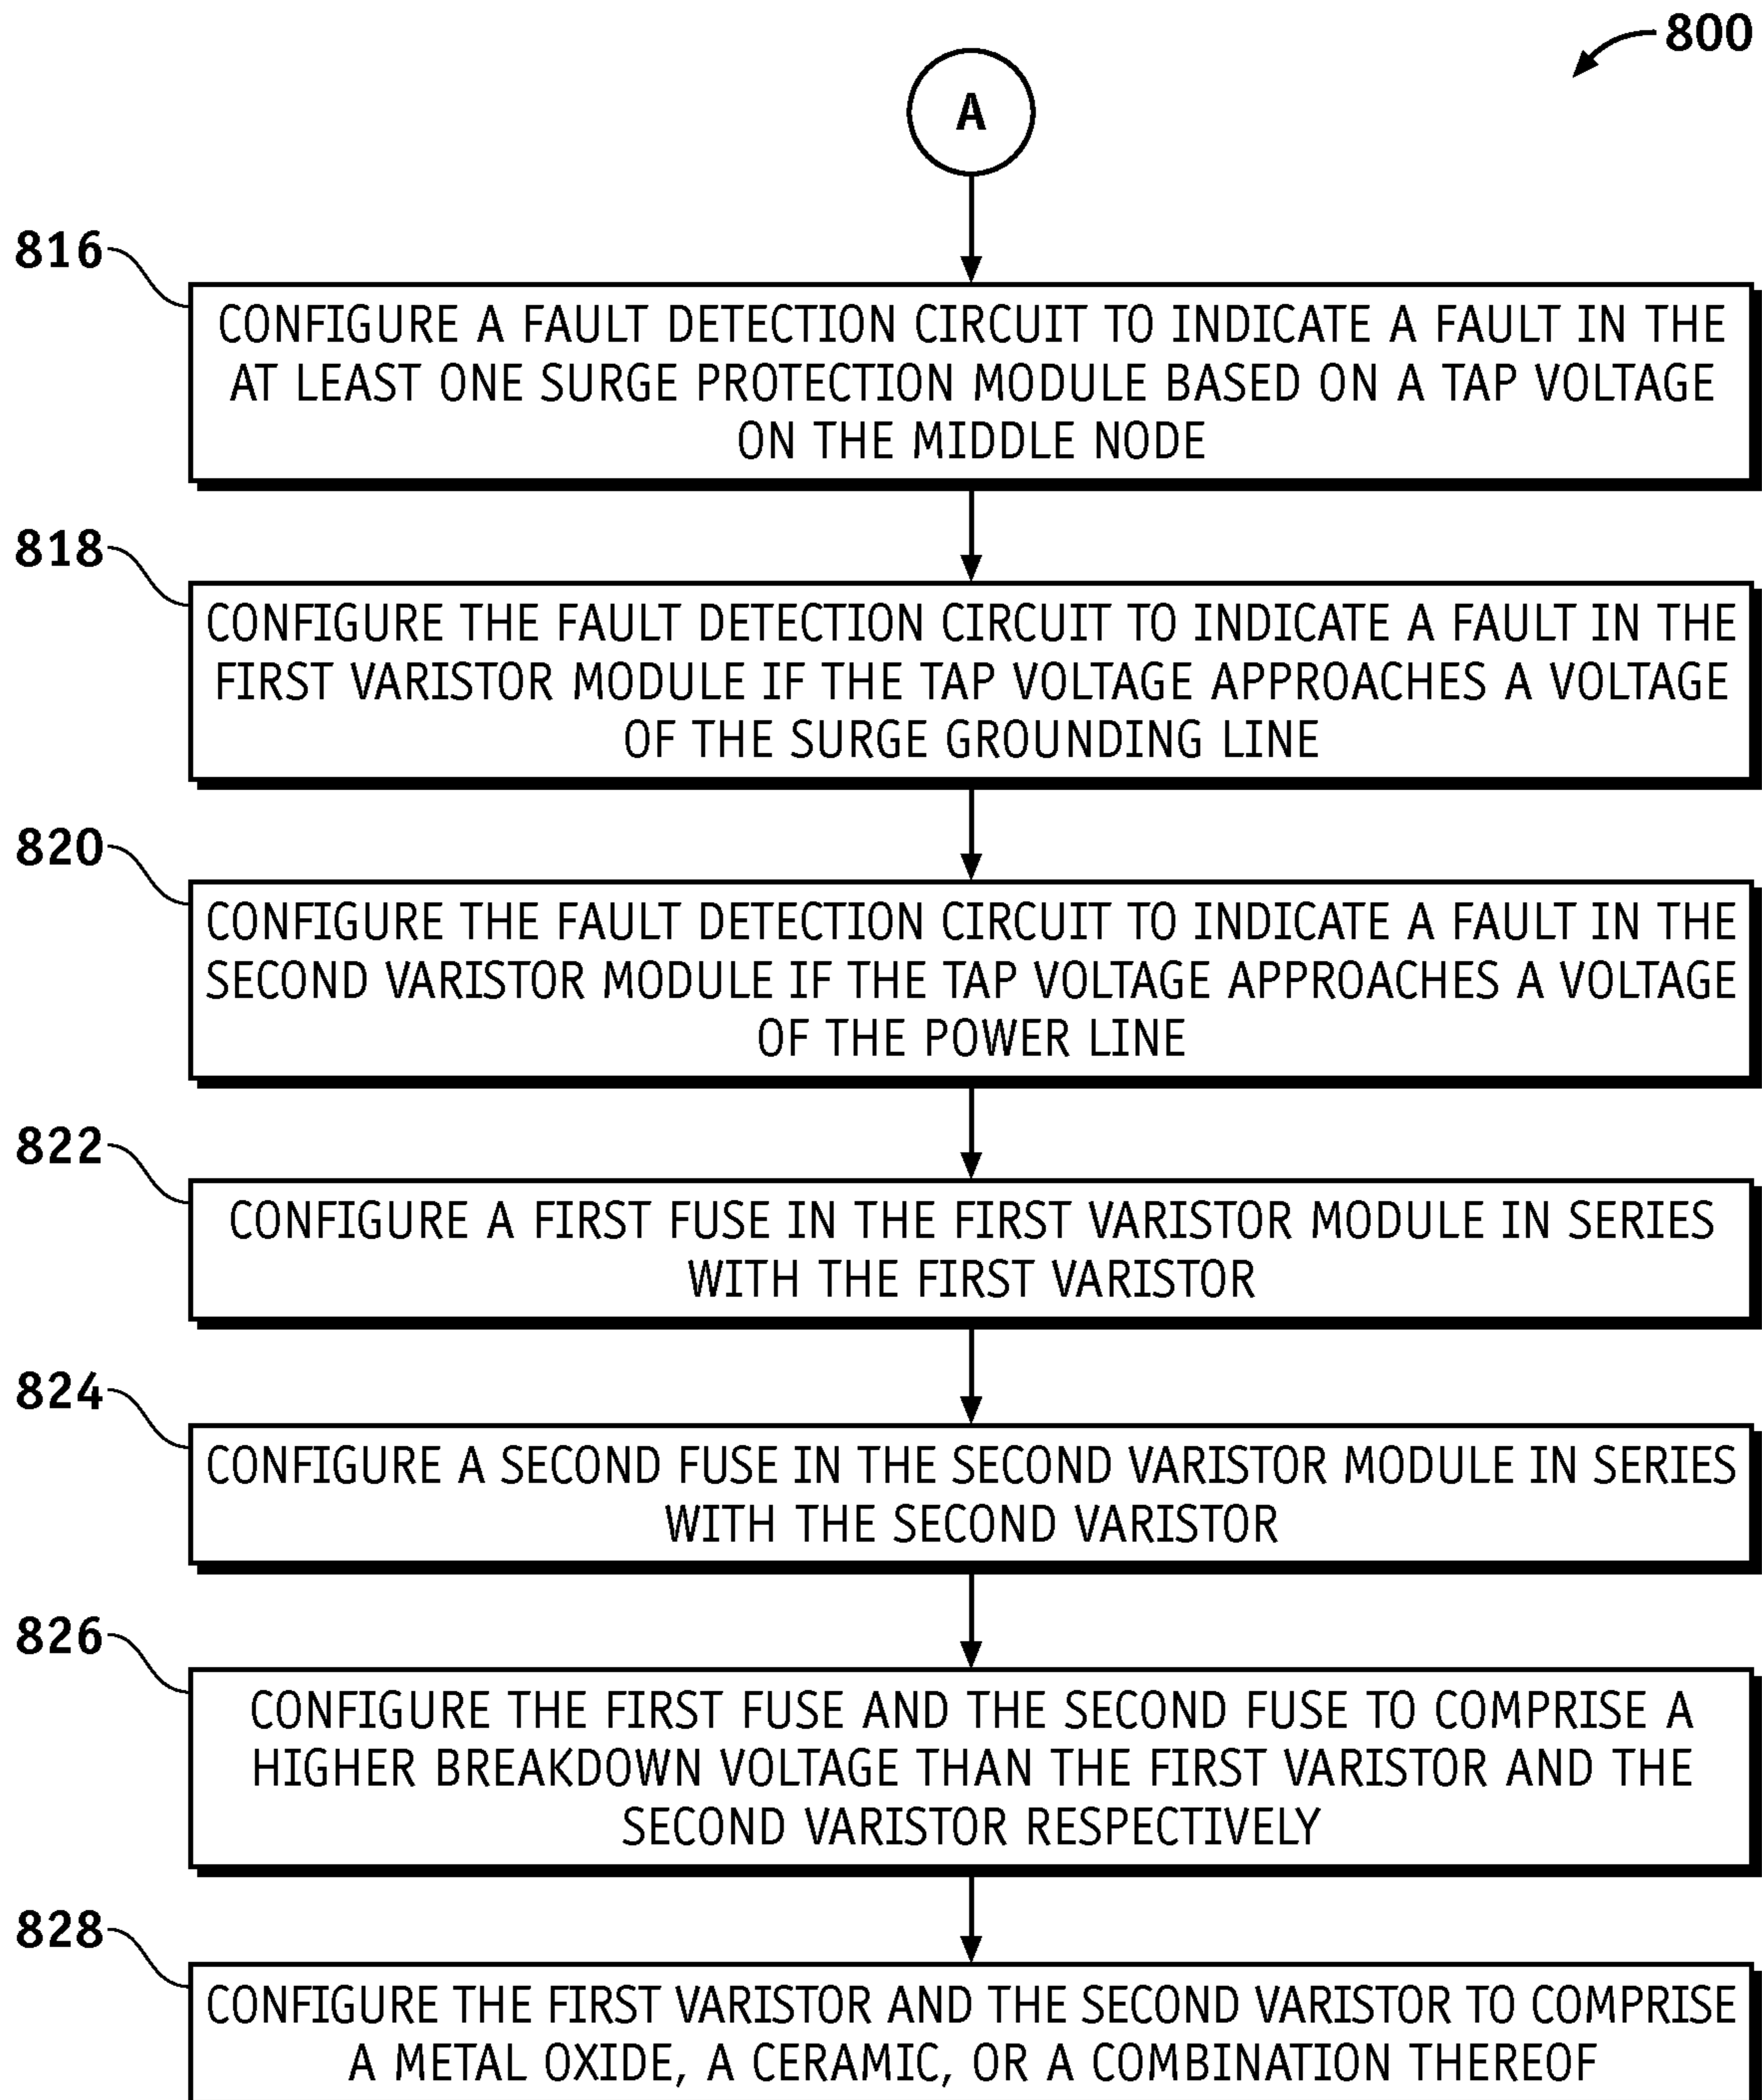 800
A
816
CONFIGURE A FAULT DETECTION CIRCUIT TO INDICATE A FAULT IN THE
AT LEAST ONE SURGE PROTECTION MODULE BASED ON A TAP VOLTAGE
ON THE MIDDLE NODE
818
CONFIGURE THE FAULT DETECTION CIRCUIT TO INDICATE A FAULT IN THE
FIRST VARISTOR MODULE IF THE TAP VOLTAGE APPROACHES A VOLTAGE
OF THE SURGE GROUNDING LINE
820
CONFIGURE THE FAULT DETECTION CIRCUIT TO INDICATE A FAULT IN THE
SECOND VARISTOR MODULE IF THE TAP VOLTAGE APPROACHES A VOLTAGE
OF THE POWER LINE
822
CONFIGURE A FIRST FUSE IN THE FIRST VARISTOR MODULE IN SERIES
WITH THE FIRST VARISTOR
824
CONFIGURE A SECOND FUSE IN THE SECOND VARISTOR MODULE IN SERIES
WITH THE SECOND VARISTOR
826
CONFIGURE THE FIRST FUSE AND THE SECOND FUSE TO COMPRISE A
HIGHER BREAKDOWN VOLTAGE THAN THE FIRST VARISTOR AND THE
SECOND VARISTOR RESPECTIVELY
828
CONFIGURE THE FIRST VARISTOR AND THE SECOND VARISTOR TO COMPRISE
A METAL OXIDE, A CERAMIC, OR A COMBINATION THEREOF